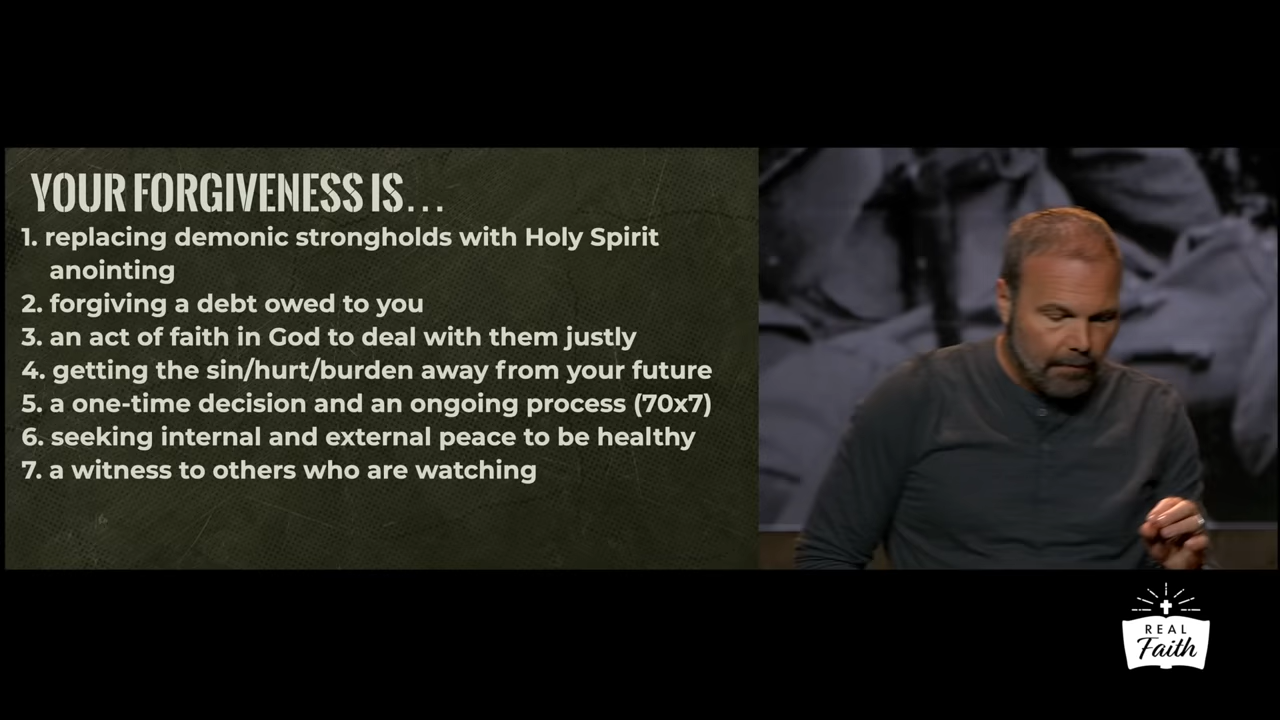 YOUR FORGIVENESS IS...
1. replacing demonic strongholds with Holy Spirit
anointing
2. forgiving a debt owed to you
3. an act of faith in God to deal with them justly
4. getting the sin/hurt/burden away from your future
5. a one-time decision and an ongoing process (70x7)
6. seeking internal and external peace to be healthy
7. a witness to others who are watching
REAL
Faith